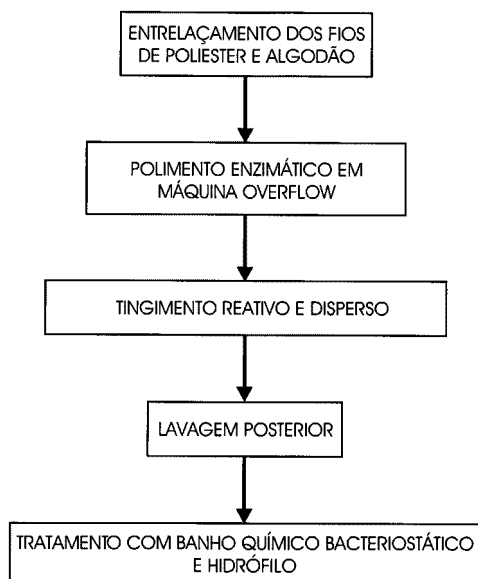 ENTRELAÇAMENTO DOS FIOS
DE POLIESTER E ALGODÃO
POLIMENTO ENZIMÁTICO EM
MÁQUINA OVERFLOW
TINGIMENTO REATIVO E DISPERSO
LAVAGEM POSTERIOR
TRATAMENTO COM BANHO QUÍMICO BACTERIOSTÁTICO
E HIDRÓFILO